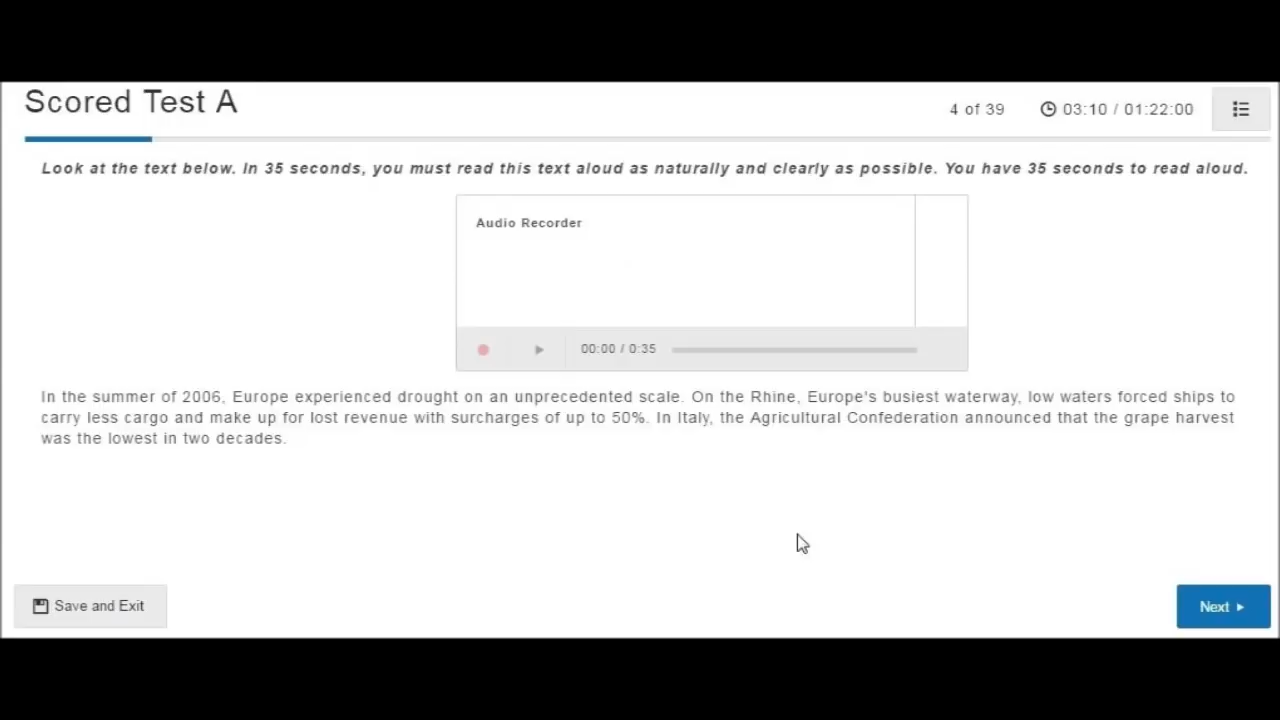 Scored Test A
4 of 39
03:10 / 01:22:00
Look at the text below. In 35 seconds, you must read this text aloud as naturally and clearly as possible. You have 35 seconds to read aloud.
Audio Recorder
00:00 / 0:35
In the summer of 2006, Europe experienced drought on an unprecedented scale. On the Rhine, Europe's busiest waterway, low waters forced ships to
carry less cargo and make up for lost revenue with surcharges of up to 50%. In Italy, the Agricultural Confederation announced that the grape harvest
was the lowest in two decades.
Save and Exit
Next